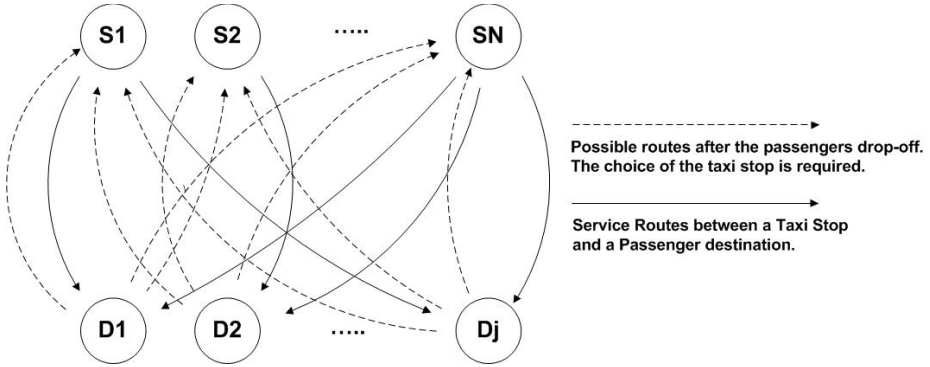 S1 S2 ..... SN
Possible routes after the passengers drop-off.
The choice of the taxi stop is required.
Service Routes between a Taxi Stop
and a Passenger destination.
D1 D2 ..... Dj